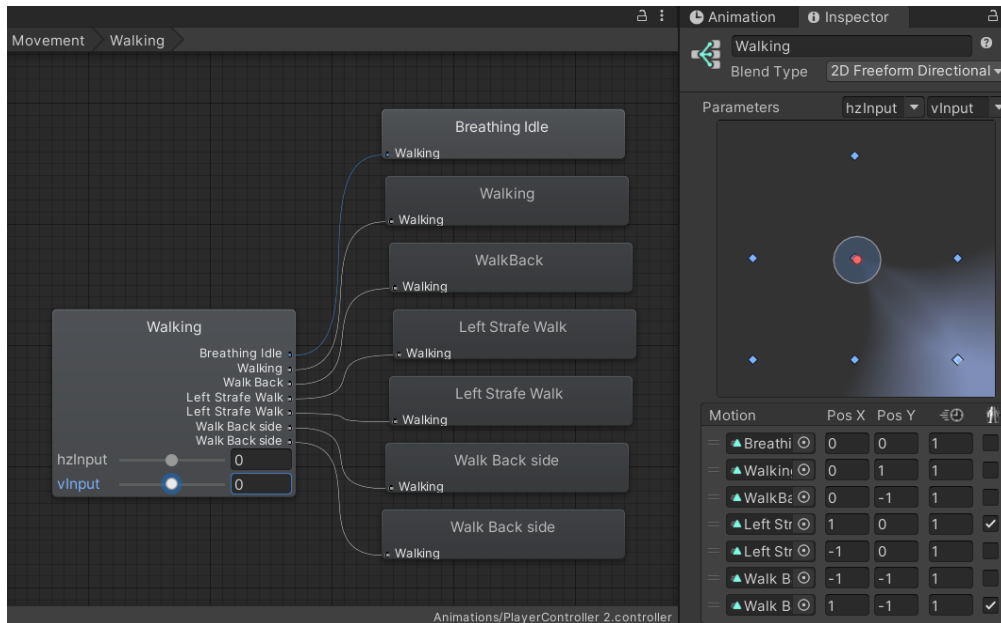 Movement Walking
Breathing Idle
Walking
Walking
Walking
WalkBack
Walking
Left Strafe Walk
Walking
Left Strafe Walk
Walking
Walk Back side
Walking
Walk Back side
Walking
Walking
Breathing Idle
Walking
Walk Back
Left Strafe Walk
Left Strafe Walk
Walk Back side
Walk Back side
hzInput 0
vInput 0
Animations/PlayerController 2.controller
Animation Inspector
Walking
Blend Type 2D Freeform Directional
Parameters hzInput vInput
Motion Pos X Pos Y
Breathi 0 0 1
Walkin 0 1 1
WalkBa 0 -1 1
Left Str 1 0 1
Left Str -1 0 1
Walk B -1 -1 1
Walk B 1 -1 1